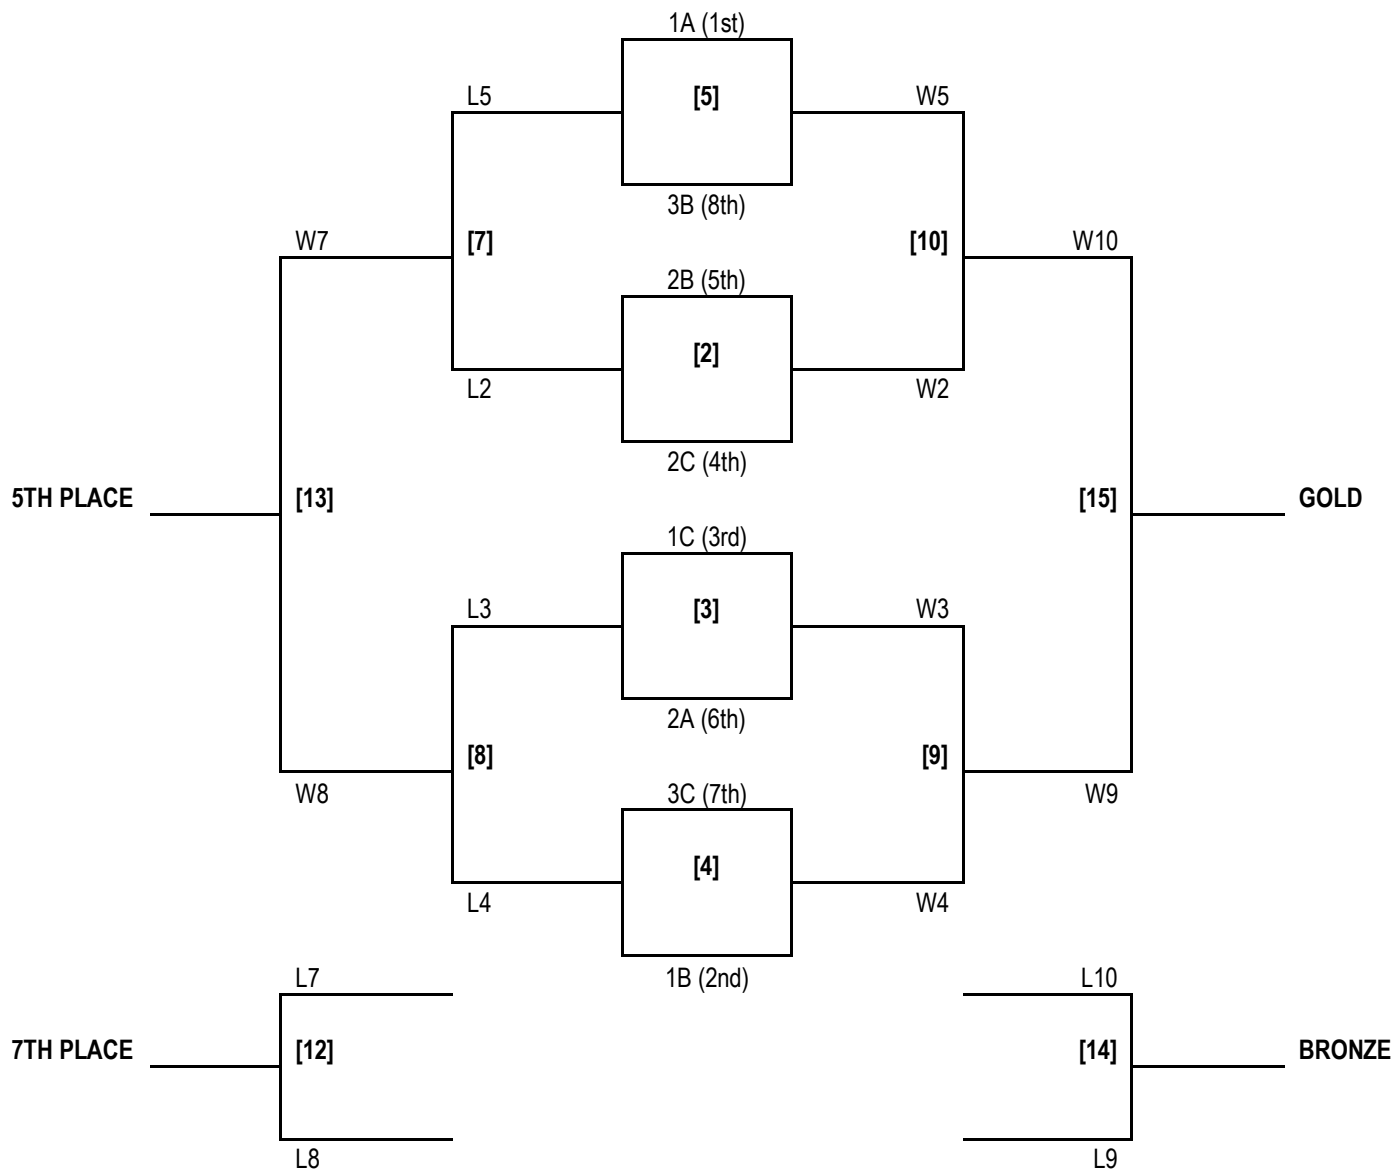 1A (1st)
L5 [5] W5
3B (8th)
W7 [7] [10] W10
2B (5th)
[2]
L2 W2
2C (4th)
5TH PLACE [13] [15] GOLD
1C (3rd)
L3 [3] W3
2A (6th)
[8] [9]
W8 3C (7th) W9
[4]
L4 W4
L7 1B (2nd) L10
7TH PLACE [12] [14] BRONZE
L8 L9